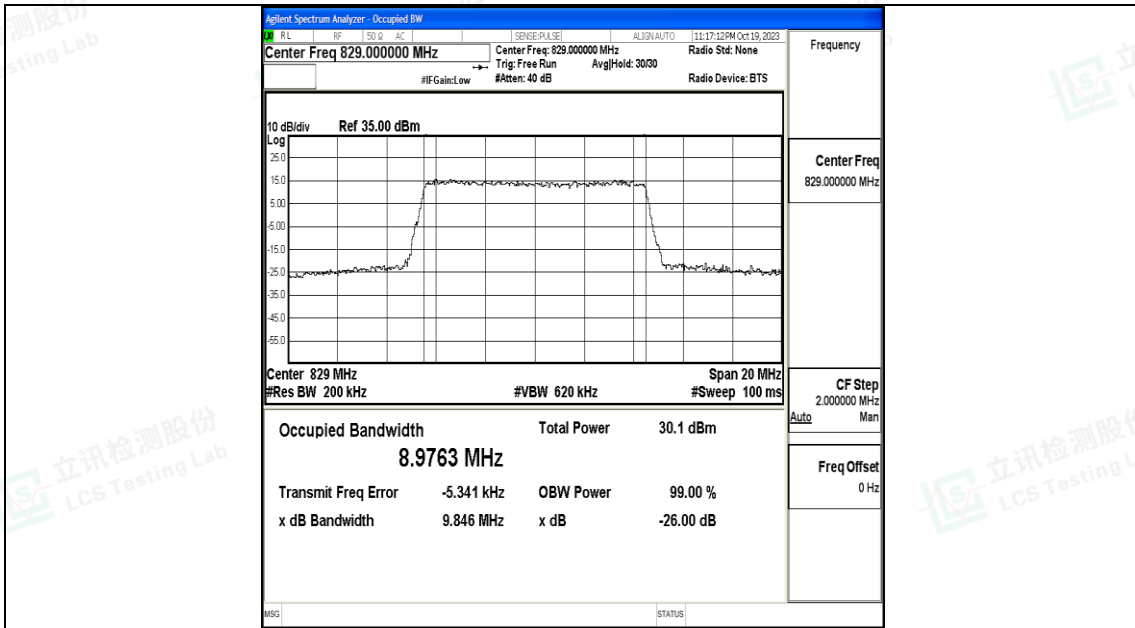 Agilent Spectrum Analyzer - Occupied BW
RL RF 50 Ω AC SENSE:PULSE ALIGN AUTO 11:17:12 PM Oct 19, 2023
Center Freq 829.000000 MHz
Center Freq: 829.000000 MHz
Radio Std: None
Trig: Free Run Avg|Hold: 30/30
#IFGain:Low
#Atten: 40 dB
Radio Device: BTS
Frequency
10 dB/div Ref 35.00 dBm
Log
25.0
15.0
5.00
-5.00
-15.0
-25.0
-35.0
-45.0
-55.0
Center Freq
829.000000 MHz
Center 829 MHz
Span 20 MHz
#Res BW 200 kHz
#VBW 620 kHz
#Sweep 100 ms
CF Step
2.000000 MHz
Auto Man
Occupied Bandwidth
Total Power 30.1 dBm
8.9763 MHz
Freq Offset
0 Hz
Transmit Freq Error -5.341 kHz OBW Power 99.00 %
x dB Bandwidth 9.846 MHz x dB -26.00 dB
MSG
STATUS
立讯检测股份
LCS Testing Lab
立讯检测股份
LCS Testing L
测股份
esting Lab
立